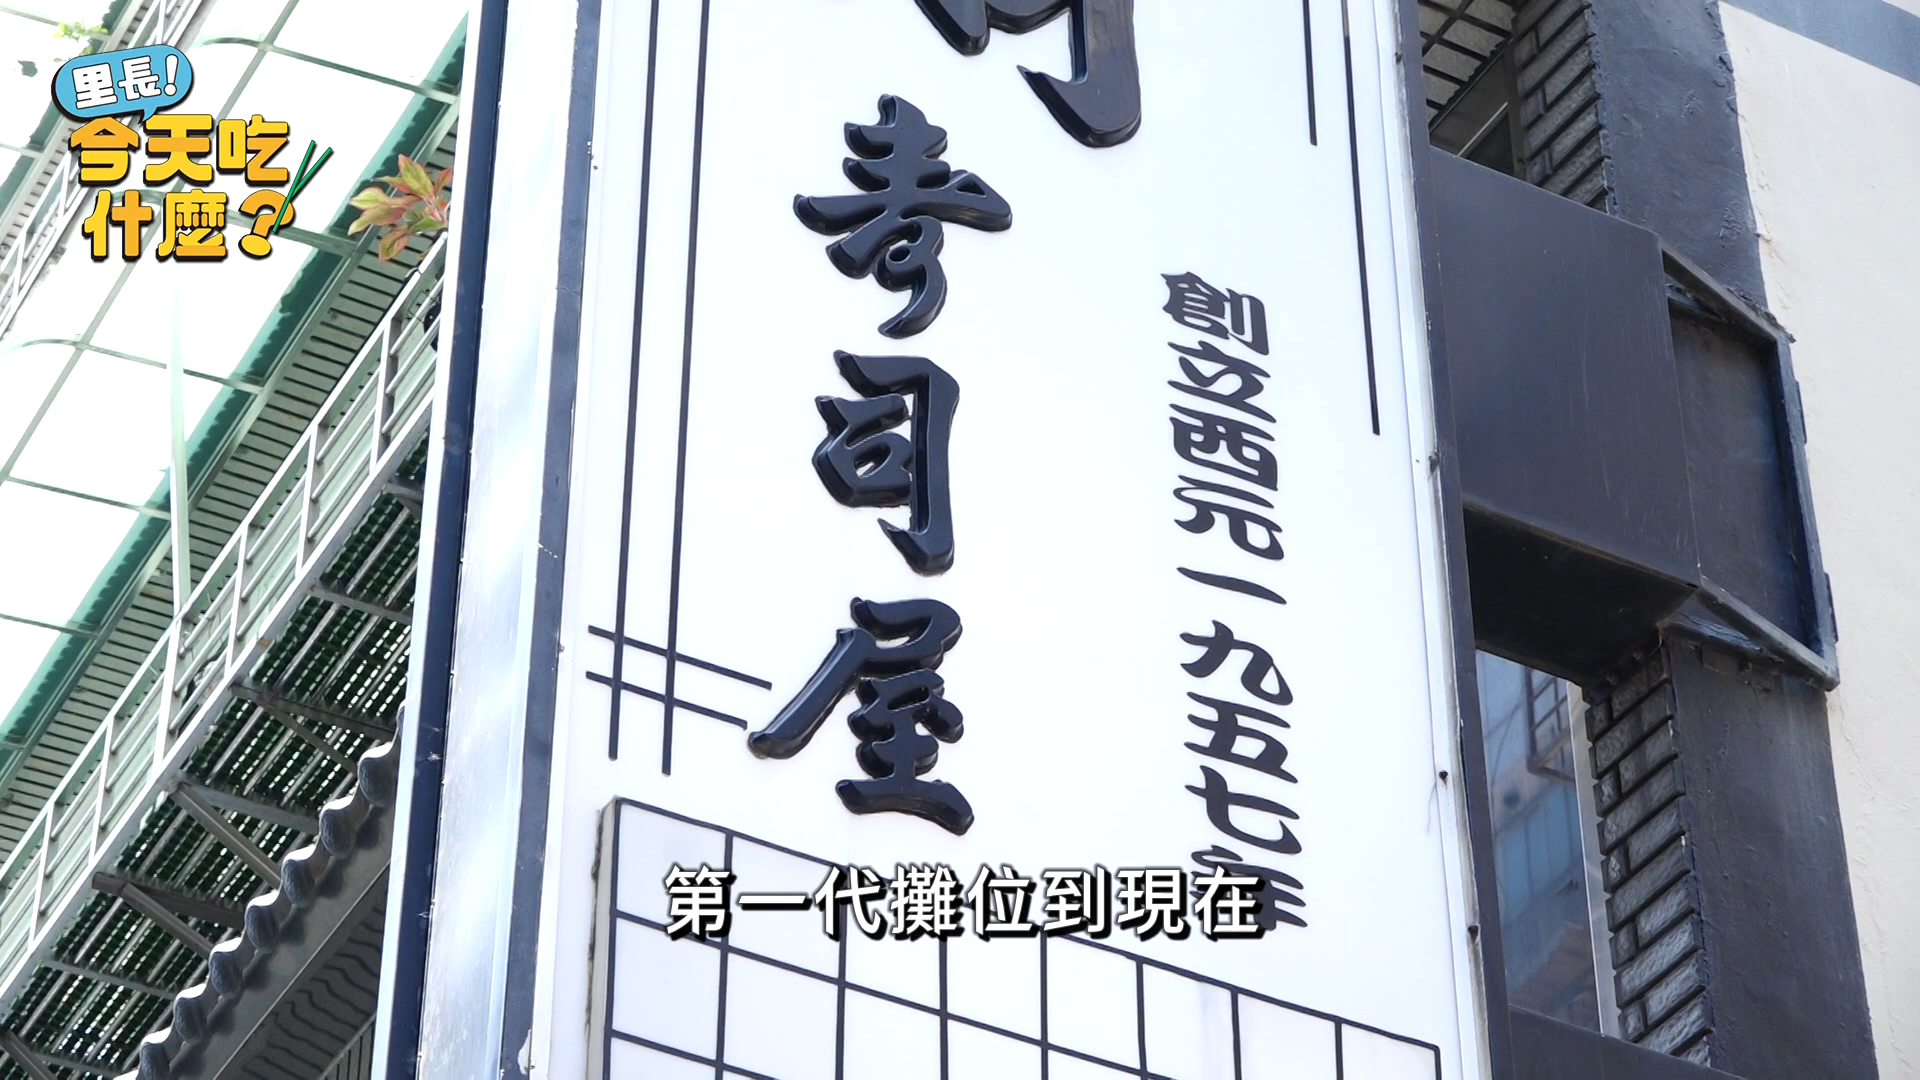 里長!
今天吃
什麼?
壽司屋
創立西元一九五七年
第一代攤位到現在